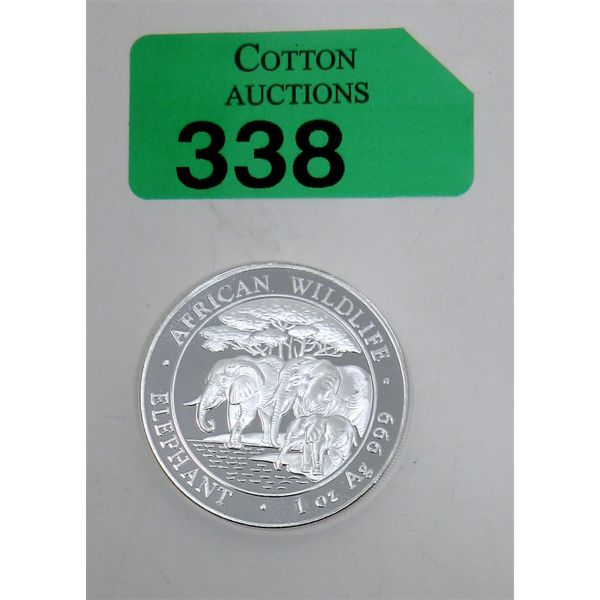 COTTON
AUCTIONS
338
· AFRICAN WILDLIFE ·
ELEPHANT · 1 oz Ag 999